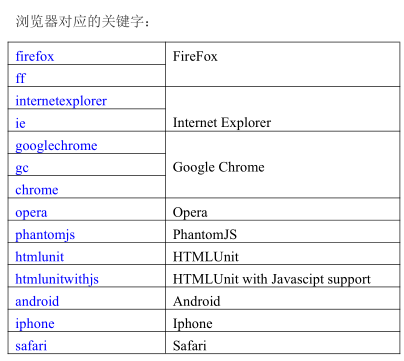 浏览器对应的关键字:
firefox FireFox
ff
internetexplorer
ie Internet Explorer
googlechrome
gc Google Chrome
chrome
opera Opera
phantomjs PhantomJS
htmlunit HTMLUnit
htmlunitwithjs HTMLUnit with Javascipt support
android Android
iphone Iphone
safari Safari